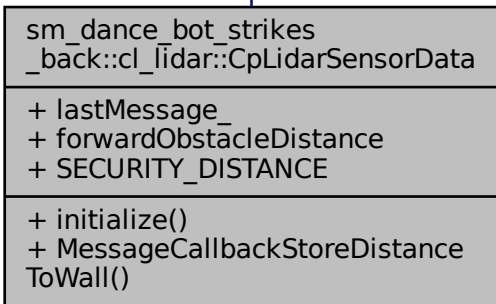 sm_dance_bot_strikes
_back::cl_lidar::CpLidarSensorData
+ lastMessage_
+ forwardObstacleDistance
+ SECURITY_DISTANCE
+ initialize()
+ MessageCallbackStoreDistance
ToWall()